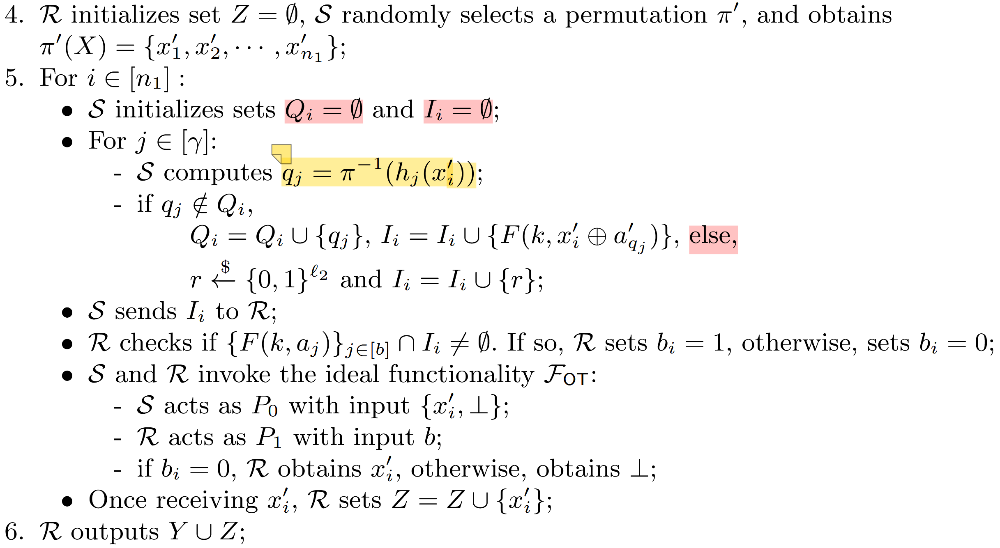 4. $\mathcal{R}$ initializes set $Z = \emptyset$, $\mathcal{S}$ randomly selects a permutation $\pi'$, and obtains
$\pi'(X) = \{x'_1, x'_2, \cdots, x'_{n_1}\}$;
5. For $i \in [n_1]$ :
• $\mathcal{S}$ initializes sets $Q_i = \emptyset$ and $I_i = \emptyset$;
• For $j \in [\gamma]$:
- $\mathcal{S}$ computes $q_j = \pi^{-1}(h_j(x'_i))$;
- if $q_j \notin Q_i$,
$Q_i = Q_i \cup \{q_j\}$, $I_i = I_i \cup \{F(k, x'_i \oplus a'_{q_j})\}$, else,
$r \xleftarrow{\$} \{0, 1\}^{\ell_2}$ and $I_i = I_i \cup \{r\}$;
• $\mathcal{S}$ sends $I_i$ to $\mathcal{R}$;
• $\mathcal{R}$ checks if $\{F(k, a_j)\}_{j \in [b]} \cap I_i \neq \emptyset$. If so, $\mathcal{R}$ sets $b_i = 1$, otherwise, sets $b_i = 0$;
• $\mathcal{S}$ and $\mathcal{R}$ invoke the ideal functionality $\mathcal{F}_{\mathsf{OT}}$:
- $\mathcal{S}$ acts as $P_0$ with input $\{x'_i, \bot\}$;
- $\mathcal{R}$ acts as $P_1$ with input $b$;
- if $b_i = 0$, $\mathcal{R}$ obtains $x'_i$, otherwise, obtains $\bot$;
• Once receiving $x'_i$, $\mathcal{R}$ sets $Z = Z \cup \{x'_i\}$;
6. $\mathcal{R}$ outputs $Y \cup Z$;